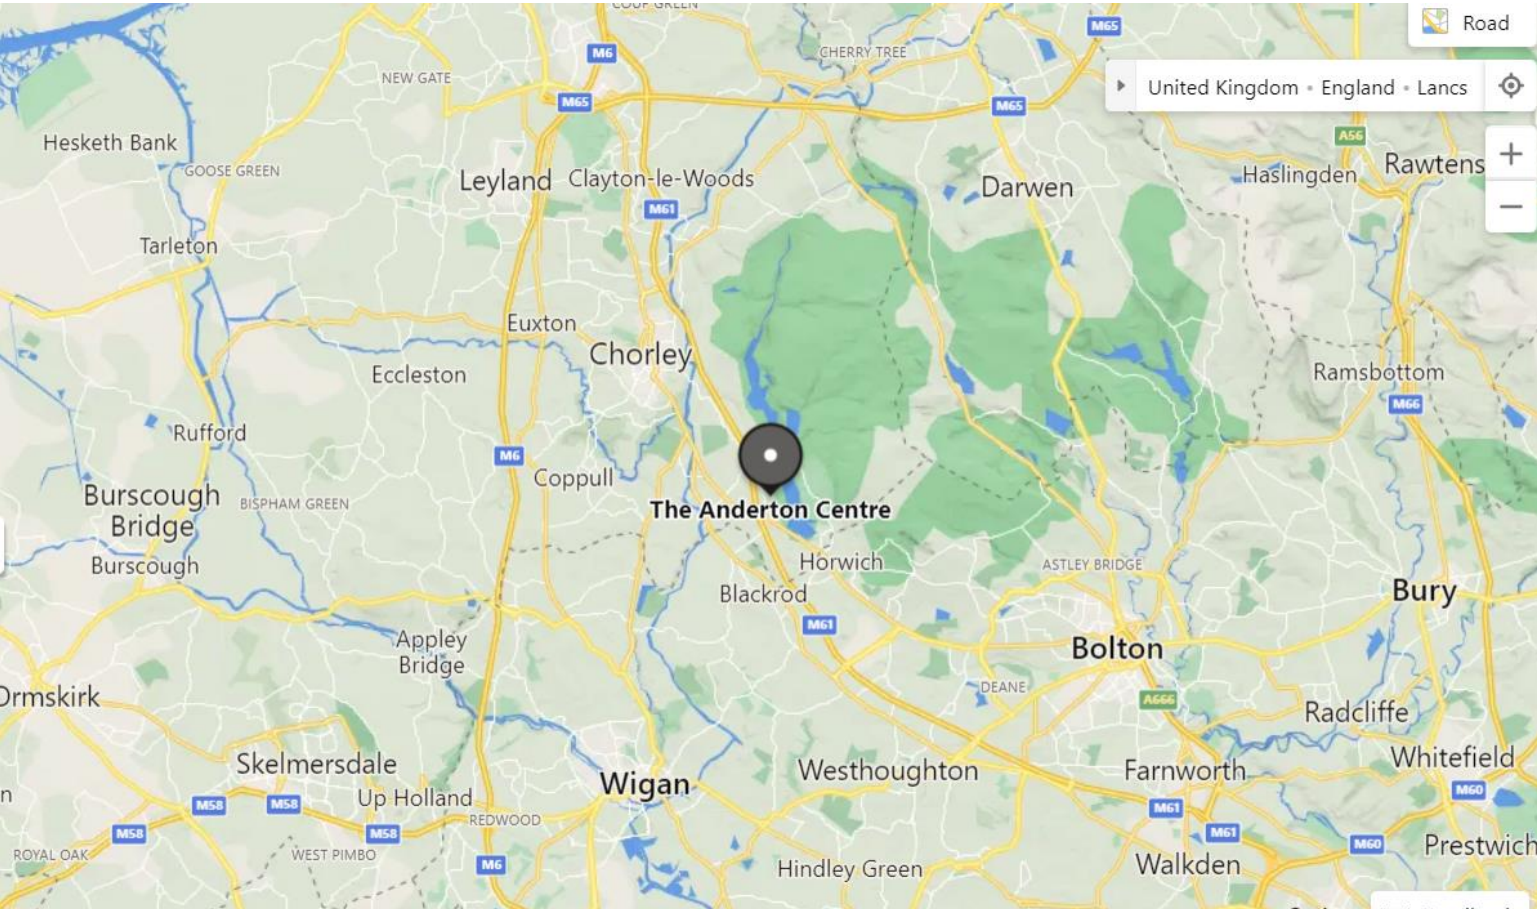 COUP GREEN
M65
Road
M6
CHERRY TREE
NEW GATE
United Kingdom • England • Lancs
M65
M65
A56
Hesketh Bank
GOOSE GREEN
Leyland
Clayton-le-Woods
Darwen
Haslingden
Rawtens
M61
Tarleton
Euxton
Chorley
Eccleston
Ramsbottom
M66
Rufford
M6
Coppull
Burscough
Bridge
BISPHAM GREEN
The Anderton Centre
Burscough
Horwich
ASTLEY BRIDGE
Blackrod
Bury
M61
Appley
Bridge
Bolton
DEANE
Ormskirk
A666
Radcliffe
Skelmersdale
Wigan
Westhoughton
Farnworth
Whitefield
n
M58
M58
Up Holland
REDWOOD
M60
M61
M58
M58
M61
M60
Prestwich
ROYAL OAK
WEST PIMBO
M6
Hindley Green
Walkden